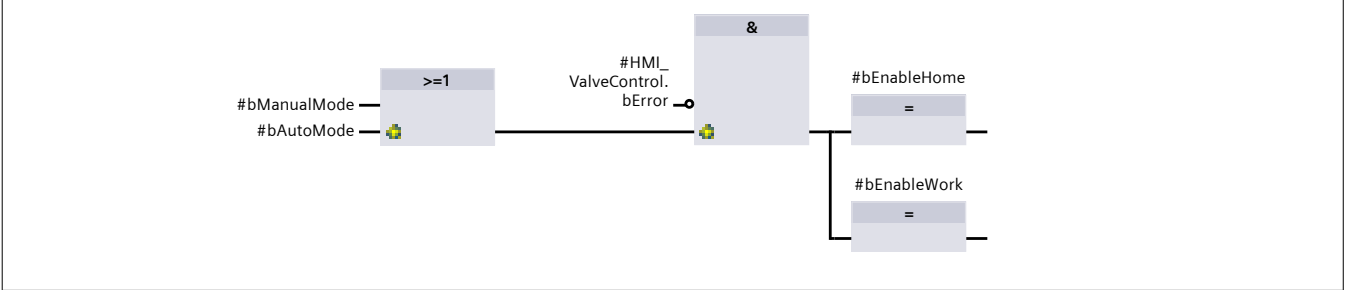 &
#HMI_
ValveControl.
bError
>=1
#bManualMode
#bAutoMode
#bEnableHome
=
#bEnableWork
=